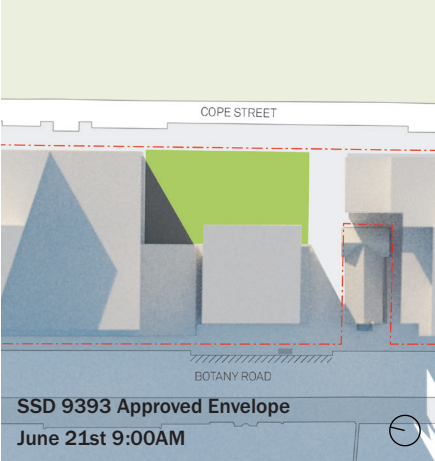 COPE STREET
BOTANY ROAD
SSD 9393 Approved Envelope
June 21st 9:00AM